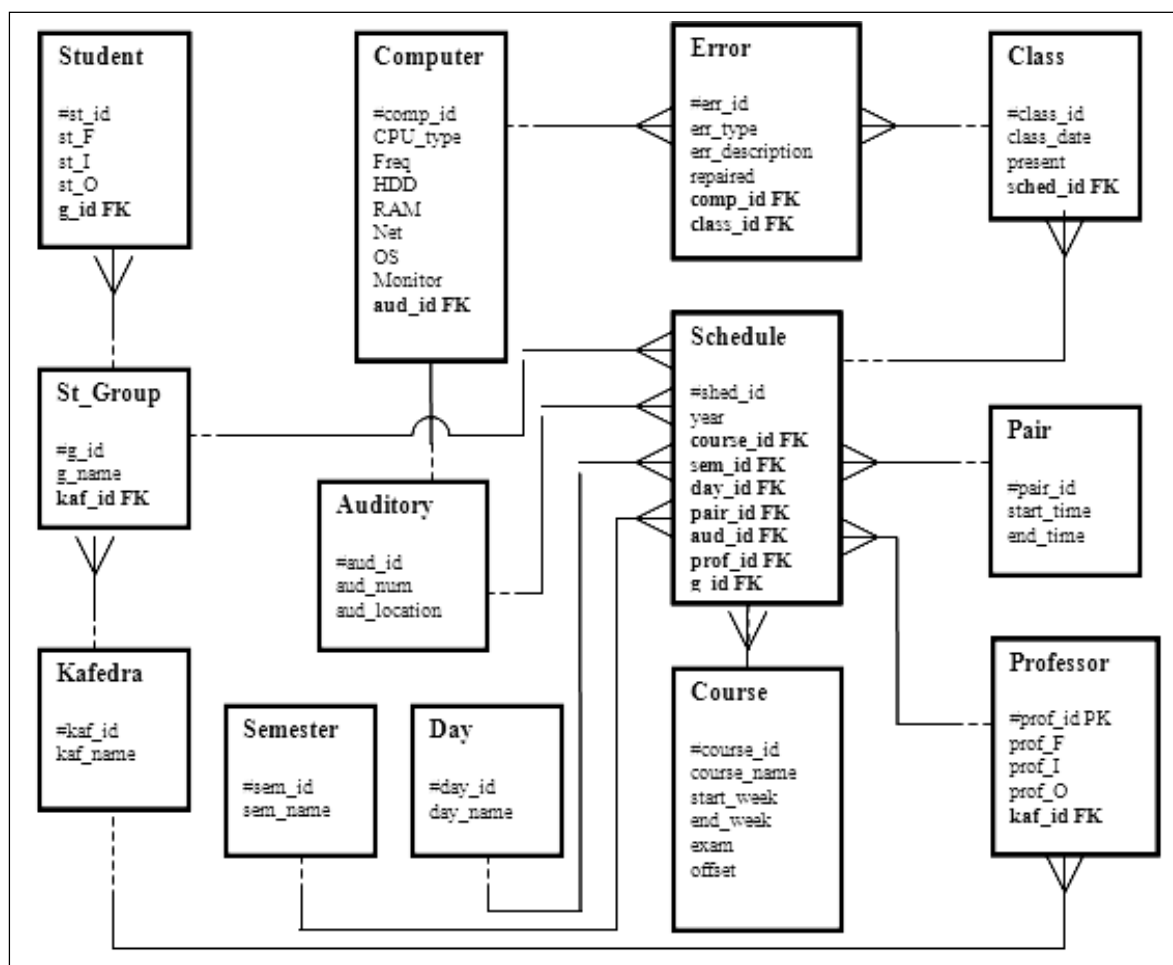 Student
#st_id
st_F
st_I
st_O
g_id FK
Computer
#comp_id
CPU_type
Freq
HDD
RAM
Net
OS
Monitor
aud_id FK
Error
#err_id
err_type
err_description
repaired
comp_id FK
class_id FK
Class
#class_id
class_date
present
sched_id FK
St_Group
#g_id
g_name
kaf_id FK
Auditory
#aud_id
aud_num
aud_location
Schedule
#shed_id
year
course_id FK
sem_id FK
day_id FK
pair_id FK
aud_id FK
prof_id FK
g_id FK
Pair
#pair_id
start_time
end_time
Kafedra
#kaf_id
kaf_name
Semester
#sem_id
sem_name
Day
#day_id
day_name
Course
#course_id
course_name
start_week
end_week
exam
offset
Professor
#prof_id PK
prof_F
prof_I
prof_O
kaf_id FK